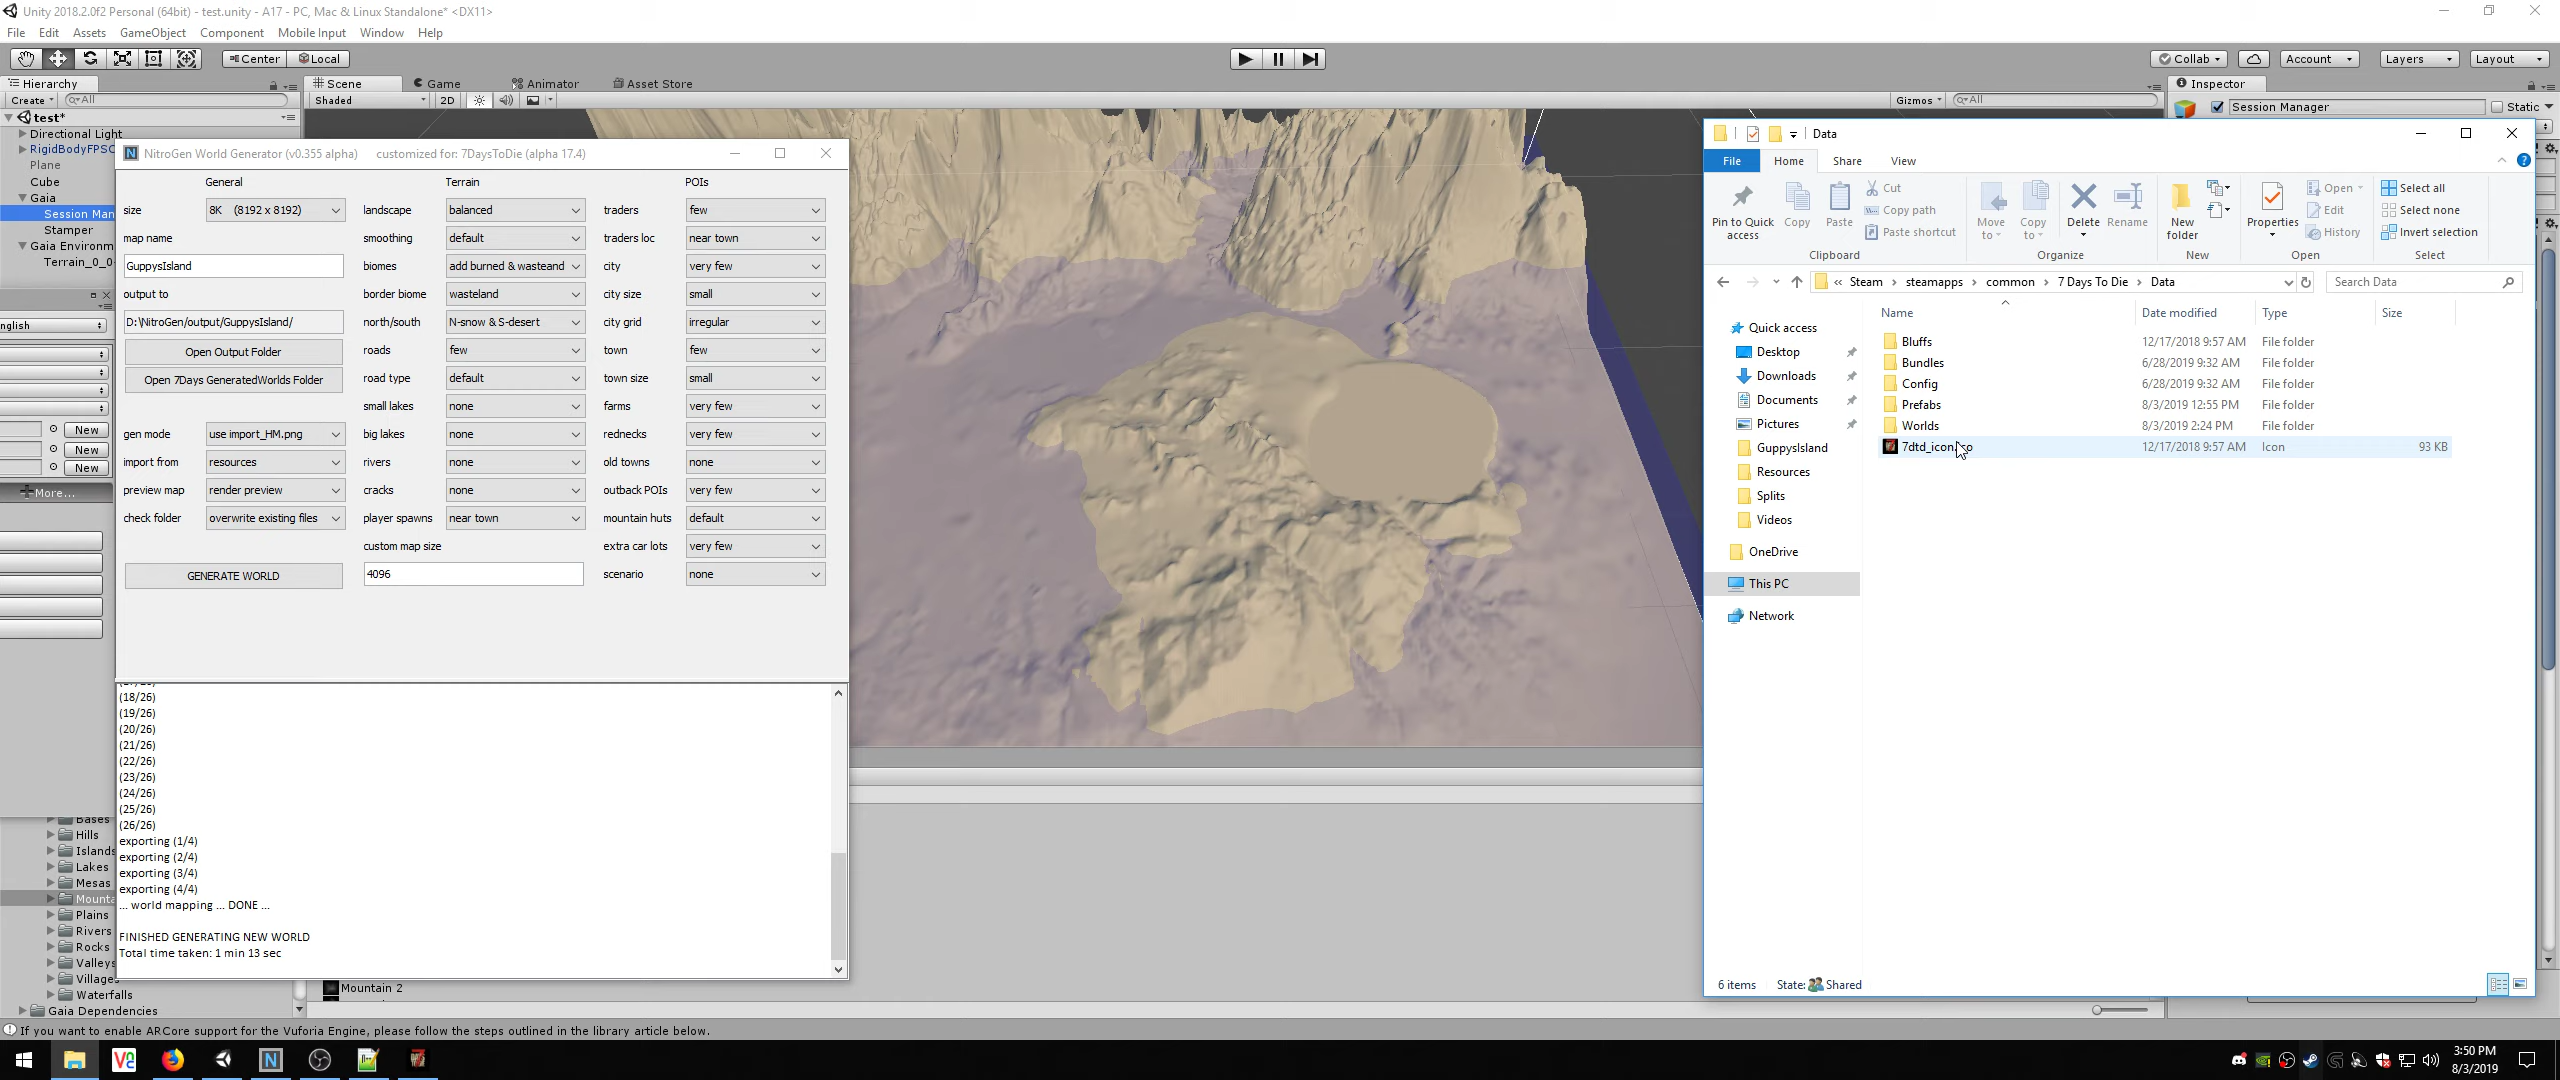 Unity 2018.2.0f2 Personal (64bit) - test.unity - A17 - PC, Mac & Linux Standalone* <DX11>
File Edit Assets GameObject Component Mobile Input Window Help
Center Local
Collab Account Layers Layout
Hierarchy
Create All
test*
Directional Light
RigidBodyFPSC
Plane
Cube
Gaia
Session Man
Stamper
Gaia Environm
Terrain_0_0
nglish
New
New
New
More...
Bases
Hills
Islands
Lakes
Mesas
Mounta
Plains
Rivers
Rocks
Valleys
Village
Waterfalls
Gaia Dependencies
Scene Game Animator Asset Store
Shaded 2D Gizmos All
Mountain 2
Inspector
Session Manager Static
NitroGen World Generator (v0.355 alpha) customized for: 7DaysToDie (alpha 17.4)
General Terrain POIs
size 8K (8192 x 8192) landscape balanced traders few
map name smoothing default traders loc near town
GuppysIsland biomes add burned & wasteand city very few
output to border biome wasteland city size small
D:\NitroGen/output/GuppysIsland/ north/south N-snow & S-desert city grid irregular
Open Output Folder roads few town few
Open 7Days GeneratedWorlds Folder road type default town size small
small lakes none farms very few
gen mode use import_HM.png big lakes none rednecks very few
import from resources rivers none old towns none
preview map render preview cracks none outback POIs very few
check folder overwrite existing files player spawns near town mountain huts default
custom map size extra car lots very few
GENERATE WORLD 4096 scenario none
(18/26)
(19/26)
(20/26)
(21/26)
(22/26)
(23/26)
(24/26)
(25/26)
(26/26)
exporting (1/4)
exporting (2/4)
exporting (3/4)
exporting (4/4)
... world mapping ... DONE ...
FINISHED GENERATING NEW WORLD
Total time taken: 1 min 13 sec
Data
File Home Share View
Pin to Quick access Copy Paste Cut Copy path Paste shortcut
Move to Copy to Delete Rename New folder Properties Open Edit History
Select all Select none Invert selection
Clipboard Organize New Open Select
« Steam steamapps common 7 Days To Die Data Search Data
Quick access
Desktop
Downloads
Documents
Pictures
GuppysIsland
Resources
Splits
Videos
OneDrive
This PC
Network
Name Date modified Type Size
Bluffs 12/17/2018 9:57 AM File folder
Bundles 6/28/2019 9:32 AM File folder
Config 6/28/2019 9:32 AM File folder
Prefabs 8/3/2019 12:55 PM File folder
Worlds 8/3/2019 2:24 PM File folder
7dtd_icon.ico 12/17/2018 9:57 AM Icon 93 KB
6 items State: Shared
If you want to enable ARCore support for the Vuforia Engine, please follow the steps outlined in the library article below.
3:50 PM
8/3/2019